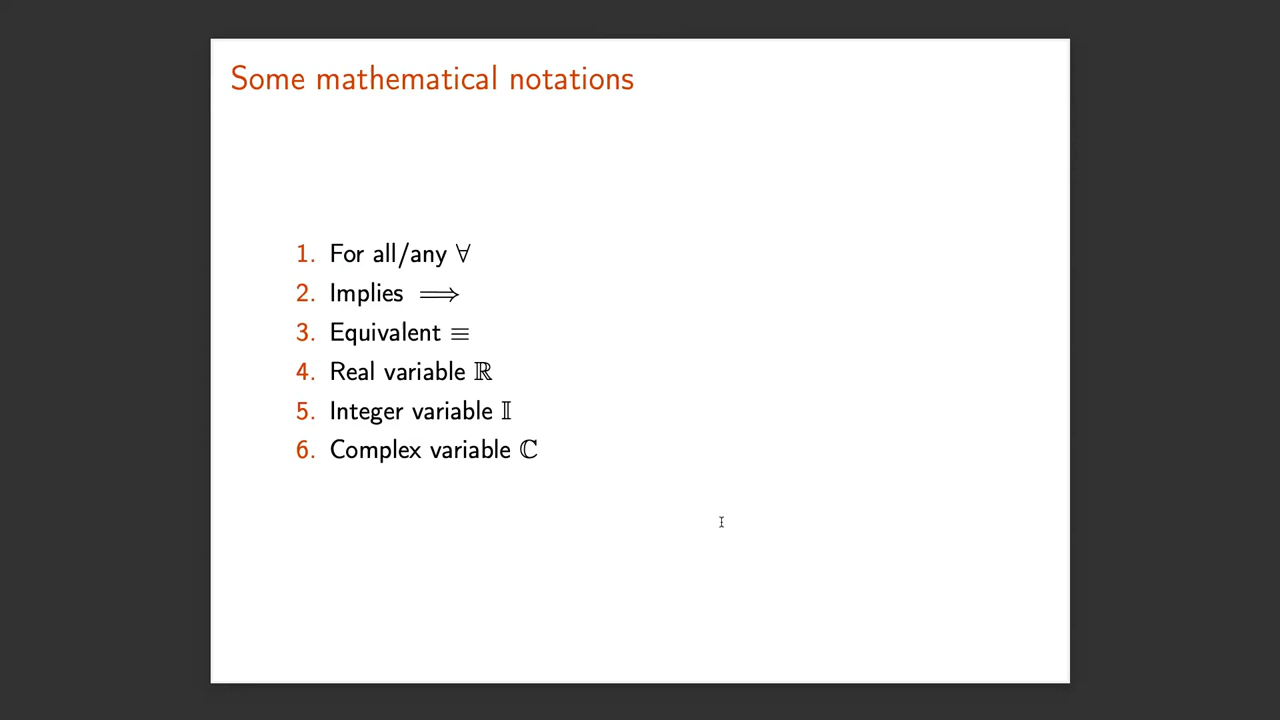 Some mathematical notations
1. For all/any ∀
2. Implies ⟹
3. Equivalent ≡
4. Real variable ℝ
5. Integer variable 𝕀
6. Complex variable ℂ